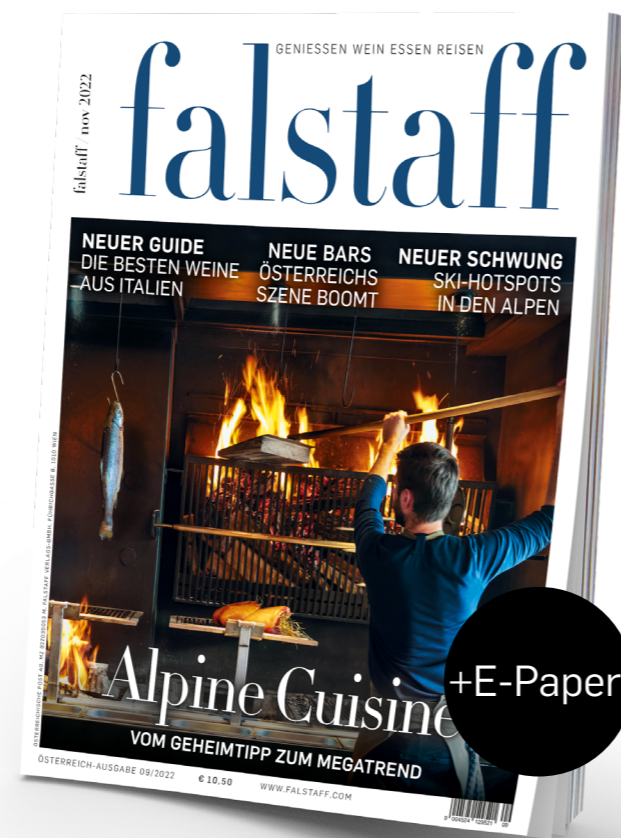 GENIESSEN WEIN ESSEN REISEN
falstaff / nov 2022
falstaff
NEUER GUIDE
DIE BESTEN WEINE
AUS ITALIEN
NEUE BARS
ÖSTERREICHS
SZENE BOOMT
NEUER SCHWUNG
SKI-HOTSPOTS
IN DEN ALPEN
Alpine Cuisine
VOM GEHEIMTIPP ZUM MEGATREND
+E-Paper
ÖSTERREICH-AUSGABE 09/2022
€ 10,50
WWW.FALSTAFF.COM